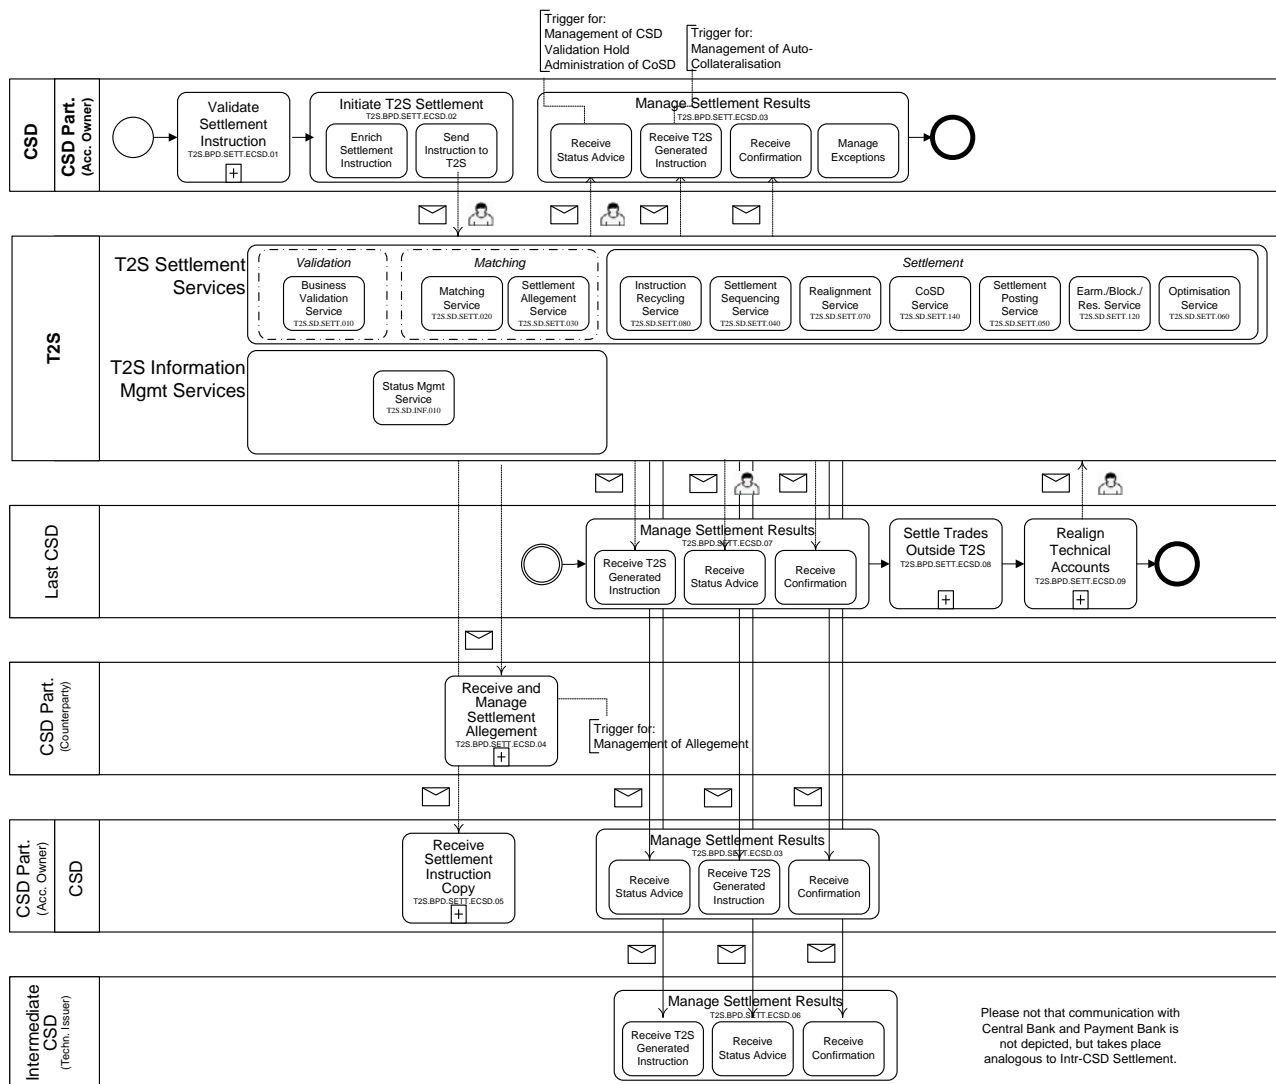 Trigger for:
Management of CSD
Validation Hold
Administration of CoSD
Trigger for:
Management of Auto-
Collateralisation
CSD
CSD Part.
(Acc. Owner)
Validate
Settlement
Instruction
T2S.BPD.SETT.ECSD.01
Initiate T2S Settlement
T2S.BPD.SETT.ECSD.02
Enrich
Settlement
Instruction
Send
Instruction to
T2S
Manage Settlement Results
T2S.BPD.SETT.ECSD.03
Receive
Status Advice
Receive T2S
Generated
Instruction
Receive
Confirmation
Manage
Exceptions
T2S
T2S Settlement
Services
Validation
Business
Validation
Service
T2S.SD.SETT.010
Matching
Matching
Service
T2S.SD.SETT.020
Settlement
Allegement
Service
T2S.SD.SETT.030
Settlement
Instruction
Recycling
Service
T2S.SD.SETT.080
Settlement
Sequencing
Service
T2S.SD.SETT.040
Realignment
Service
T2S.SD.SETT.070
CoSD
Service
T2S.SD.SETT.140
Settlement
Posting
Service
T2S.SD.SETT.050
Earm./Block./
Res. Service
T2S.SD.SETT.120
Optimisation
Service
T2S.SD.SETT.060
T2S Information
Mgmt Services
Status Mgmt
Service
T2S.SD.INF.010
Last CSD
Manage Settlement Results
T2S.BPD.SETT.ECSD.07
Receive T2S
Generated
Instruction
Receive
Status Advice
Receive
Confirmation
Settle Trades
Outside T2S
T2S.BPD.SETT.ECSD.08
Realign
Technical
Accounts
T2S.BPD.SETT.ECSD.09
CSD Part.
(Counterparty)
Receive and
Manage
Settlement
Allegement
T2S.BPD.SETT.ECSD.04
Trigger for:
Management of Allegement
CSD Part.
(Acc. Owner)
CSD
Receive
Settlement
Instruction
Copy
T2S.BPD.SETT.ECSD.05
Manage Settlement Results
T2S.BPD.SETT.ECSD.03
Receive
Status Advice
Receive T2S
Generated
Instruction
Receive
Confirmation
Intermediate
CSD
(Techn. Issuer)
Manage Settlement Results
T2S.BPD.SETT.ECSD.06
Receive T2S
Generated
Instruction
Receive
Status Advice
Receive
Confirmation
Please not that communication with
Central Bank and Payment Bank is
not depicted, but takes place
analogous to Intr-CSD Settlement.